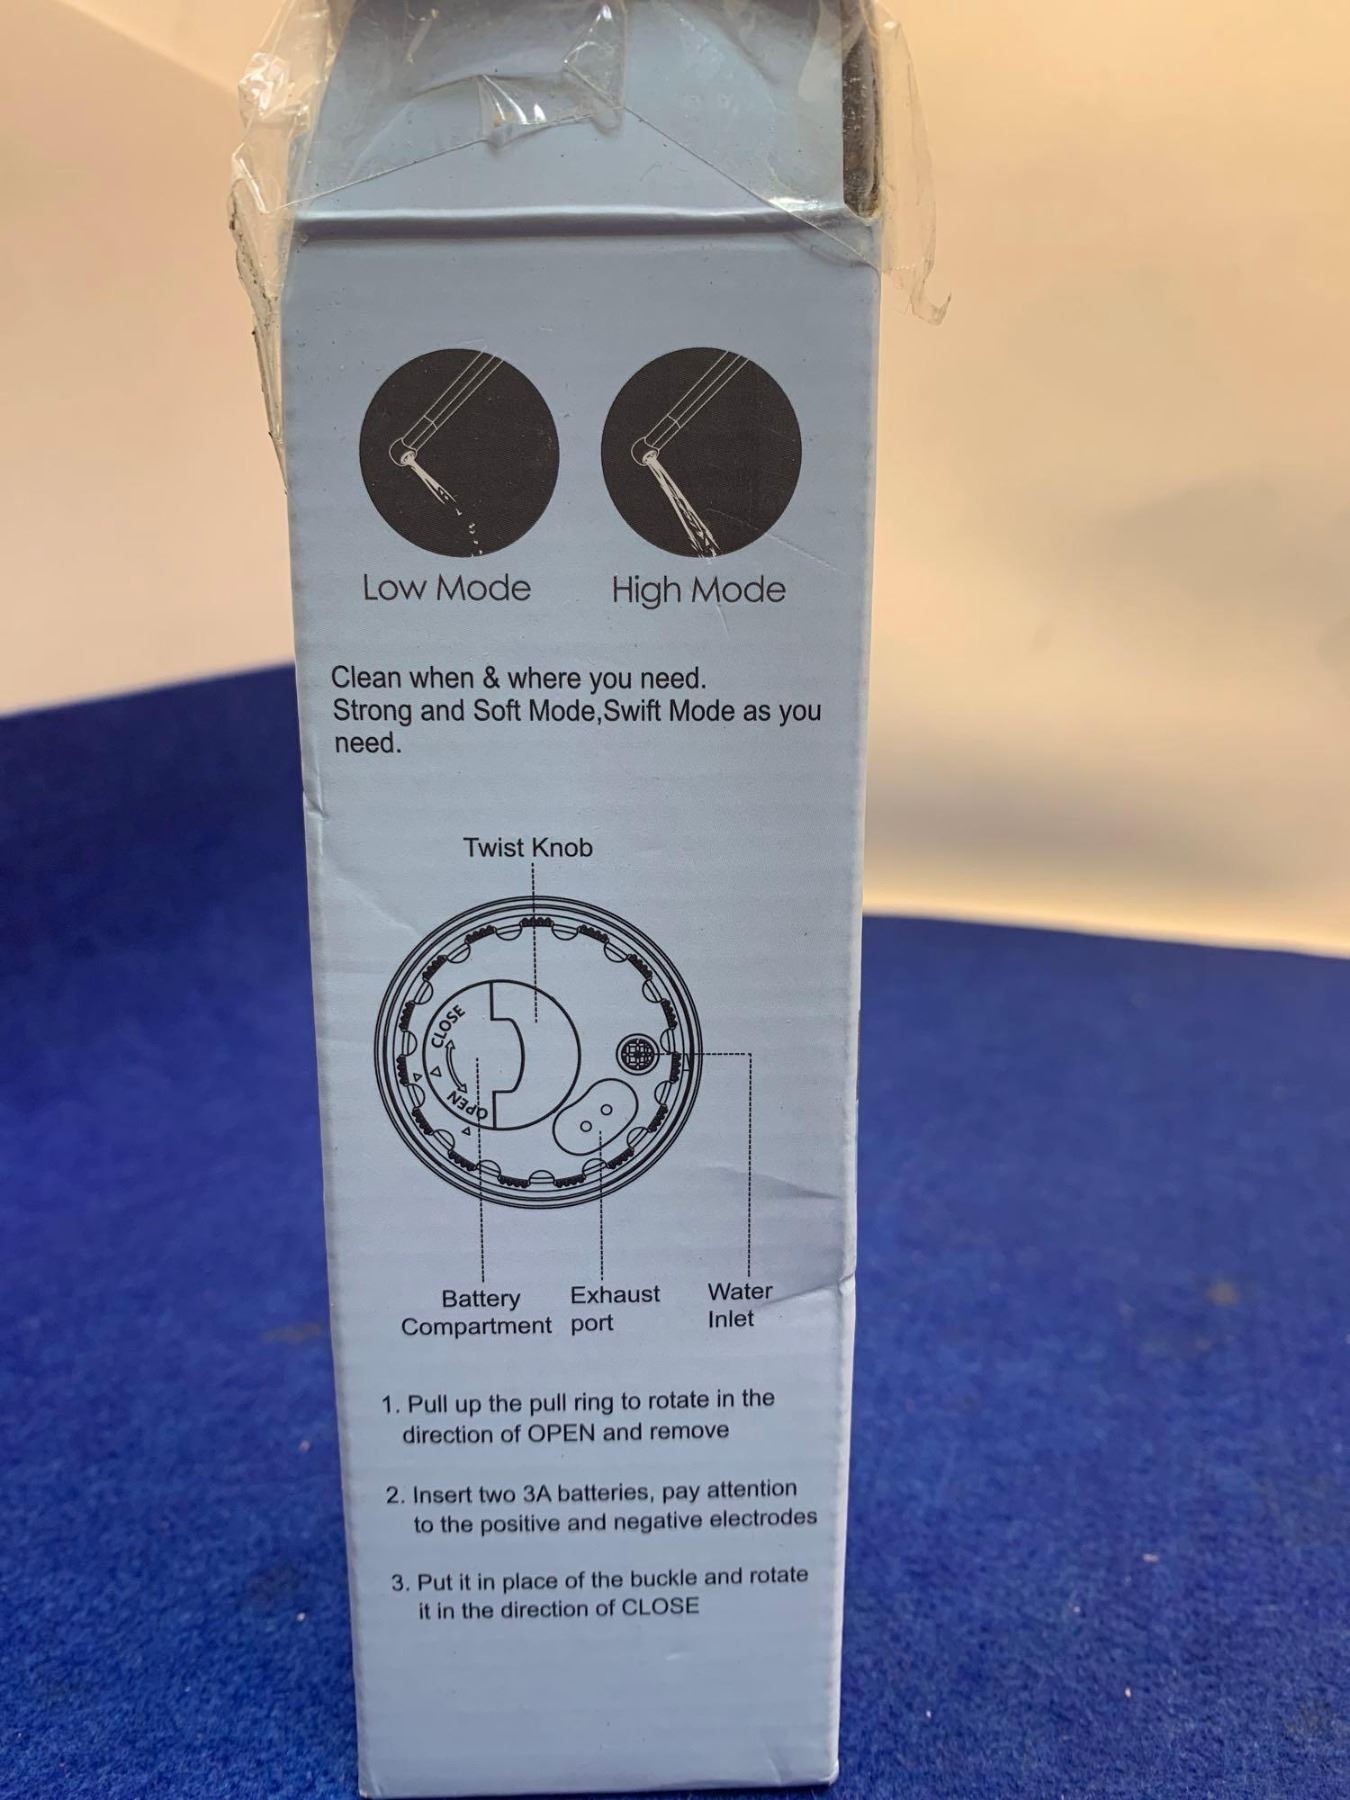 Low Mode High Mode
Clean when & where you need.
Strong and Soft Mode,Swift Mode as you
need.
Twist Knob
CLOSE
OPEN
Battery Compartment
Exhaust port
Water Inlet
1. Pull up the pull ring to rotate in the
direction of OPEN and remove
2. Insert two 3A batteries, pay attention
to the positive and negative electrodes
3. Put it in place of the buckle and rotate
it in the direction of CLOSE